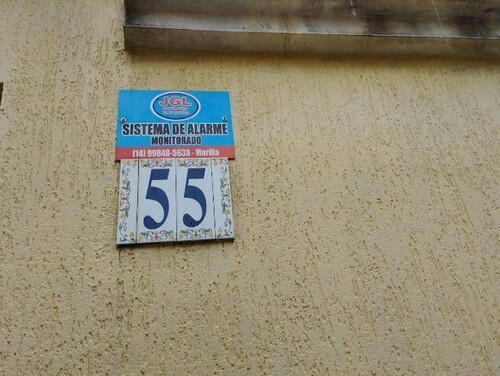 JGL
SISTEMA DE ALARME
MONITORADO
(14) 99848-5638 - Marília
55